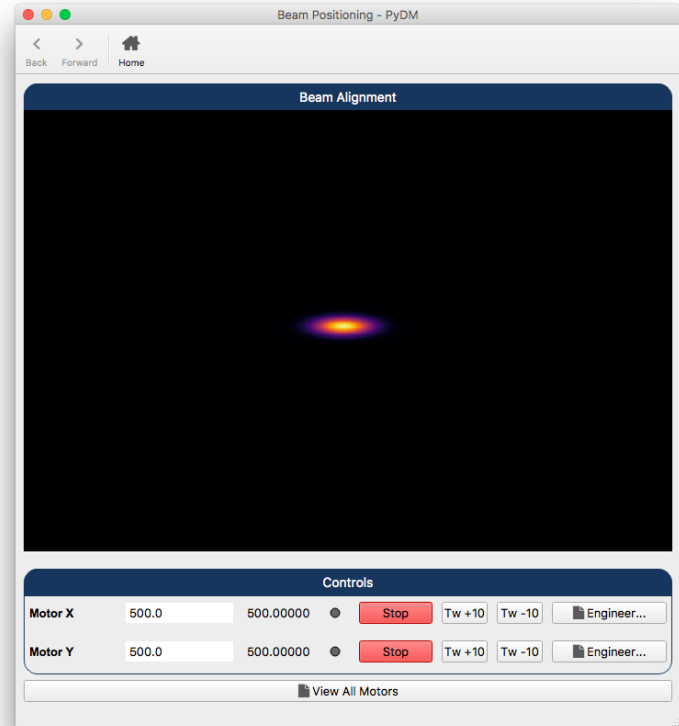 Beam Positioning - PyDM
Back Forward Home
Beam Alignment
Controls
Motor X 500.0 500.00000 Stop Tw +10 Tw -10 Engineer...
Motor Y 500.0 500.00000 Stop Tw +10 Tw -10 Engineer...
View All Motors